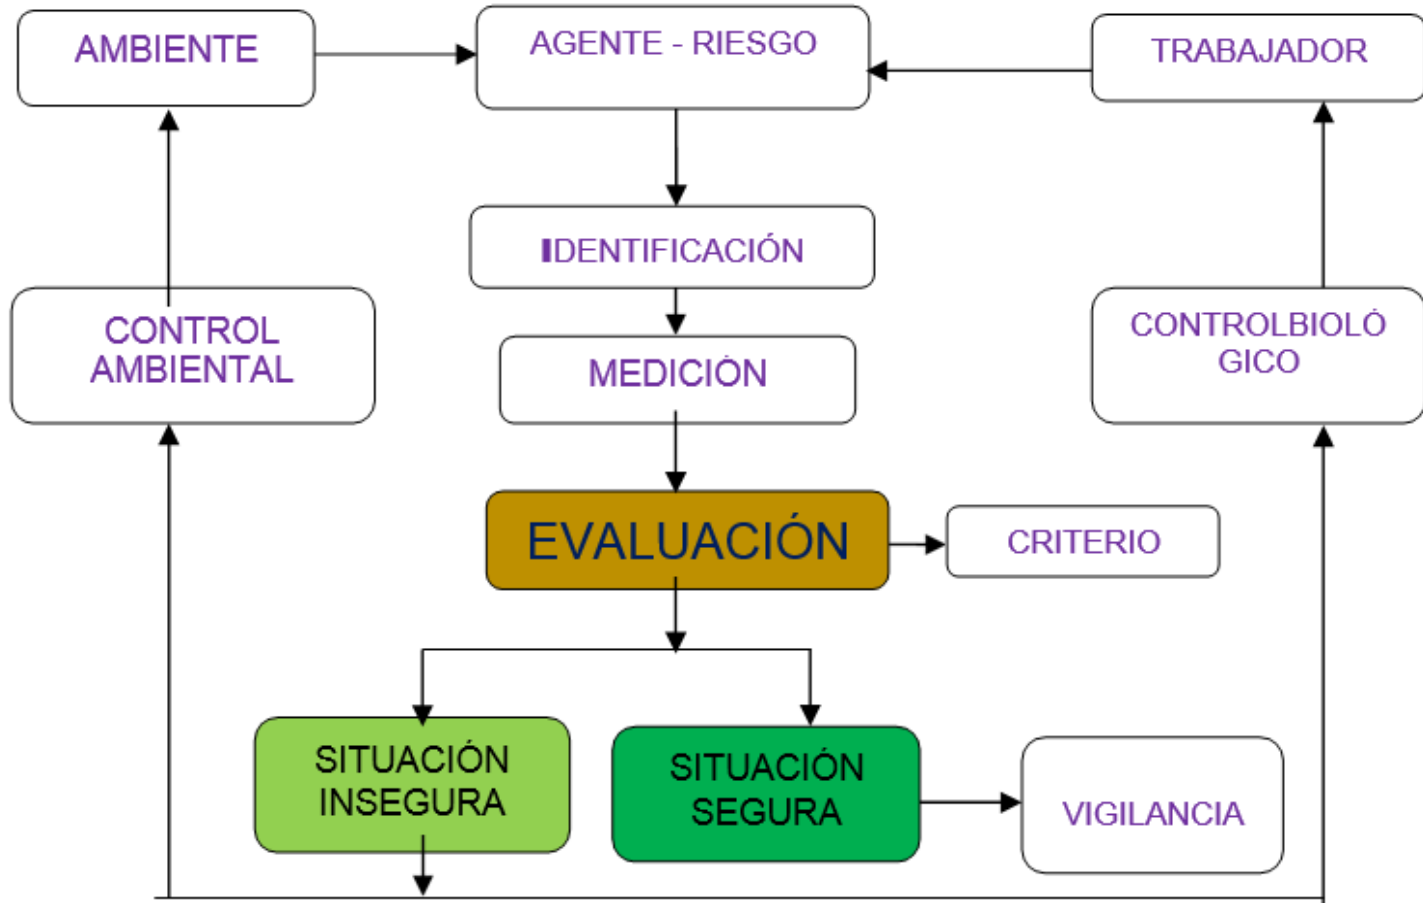 AMBIENTE
AGENTE - RIESGO
TRABAJADOR
IDENTIFICACIÓN
CONTROL
AMBIENTAL
MEDICIÓN
CONTROLBIOLÓ
GICO
EVALUACIÓN
CRITERIO
SITUACIÓN
INSEGURA
SITUACIÓN
SEGURA
VIGILANCIA